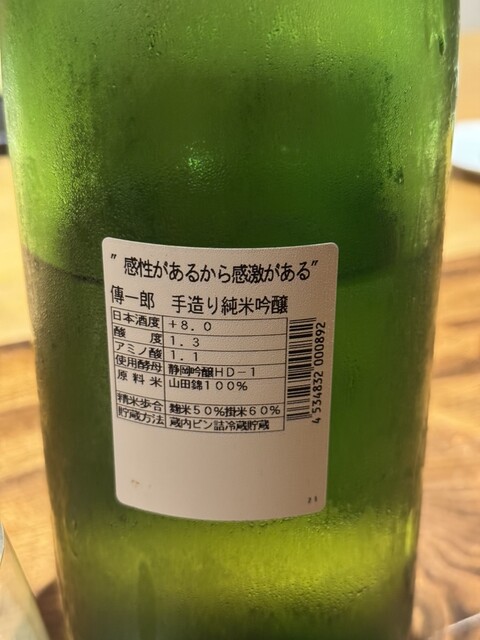 "感性があるから感激がある"
傳一郎 手造り純米吟醸
日本酒度 +8.0
酸度 1.3
アミノ酸 1.1
使用酵母 静岡吟醸HD-1
原料米 山田錦100%
精米歩合 麹米50%掛米60%
貯蔵方法 蔵内ビン詰冷蔵貯蔵
4 534832 000892